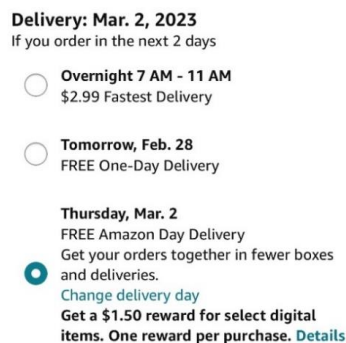 Delivery: Mar. 2, 2023
If you order in the next 2 days
Overnight 7 AM - 11 AM
$2.99 Fastest Delivery
Tomorrow, Feb. 28
FREE One-Day Delivery
Thursday, Mar. 2
FREE Amazon Day Delivery
Get your orders together in fewer boxes
and deliveries.
Change delivery day
Get a $1.50 reward for select digital
items. One reward per purchase. Details